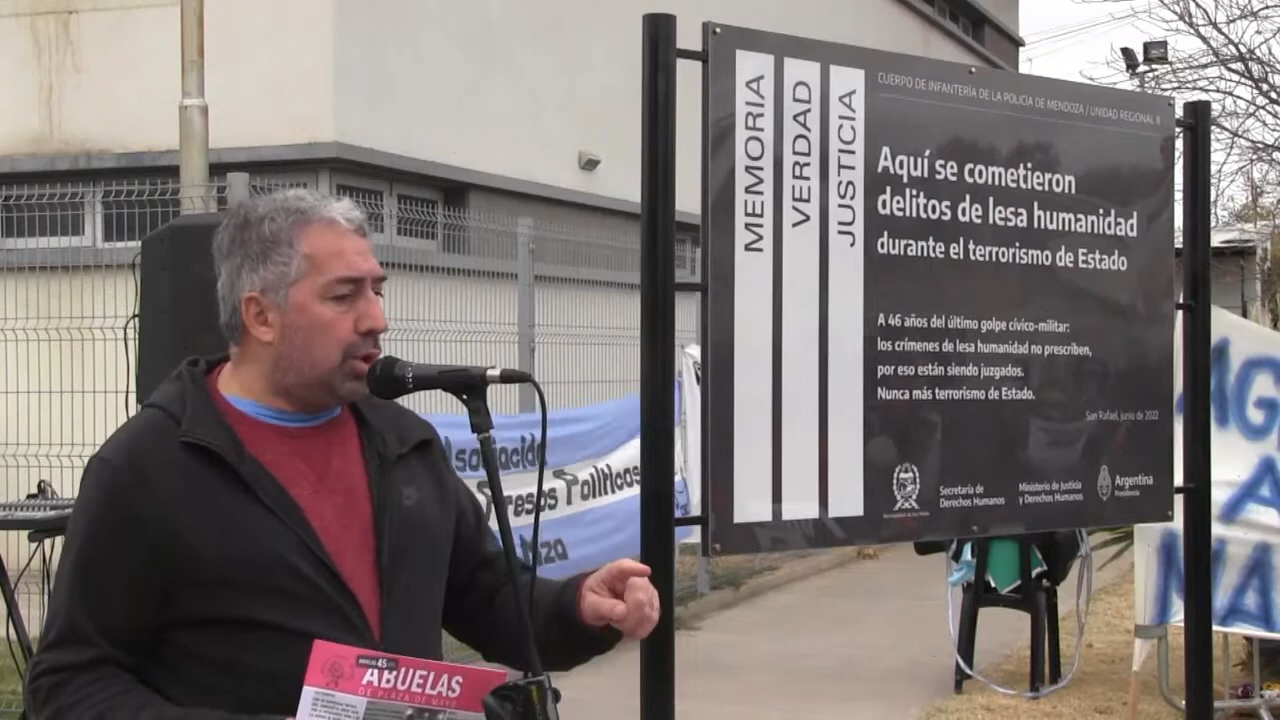 MEMORIA
VERDAD
JUSTICIA
CUERPO DE INFANTERÍA DE LA POLICÍA DE MENDOZA / UNIDAD REGIONAL II
Aquí se cometieron
delitos de lesa humanidad
durante el terrorismo de Estado
A 46 años del último golpe cívico-militar:
los crímenes de lesa humanidad no prescriben,
por eso están siendo juzgados.
Nunca más terrorismo de Estado.
San Rafael, junio de 2022
Secretaría de
Derechos Humanos
Ministerio de Justicia
y Derechos Humanos
Argentina
Presidencia
Presos Políticos
ABUELAS
DE PLAZA DE MAYO
AG
A
NA